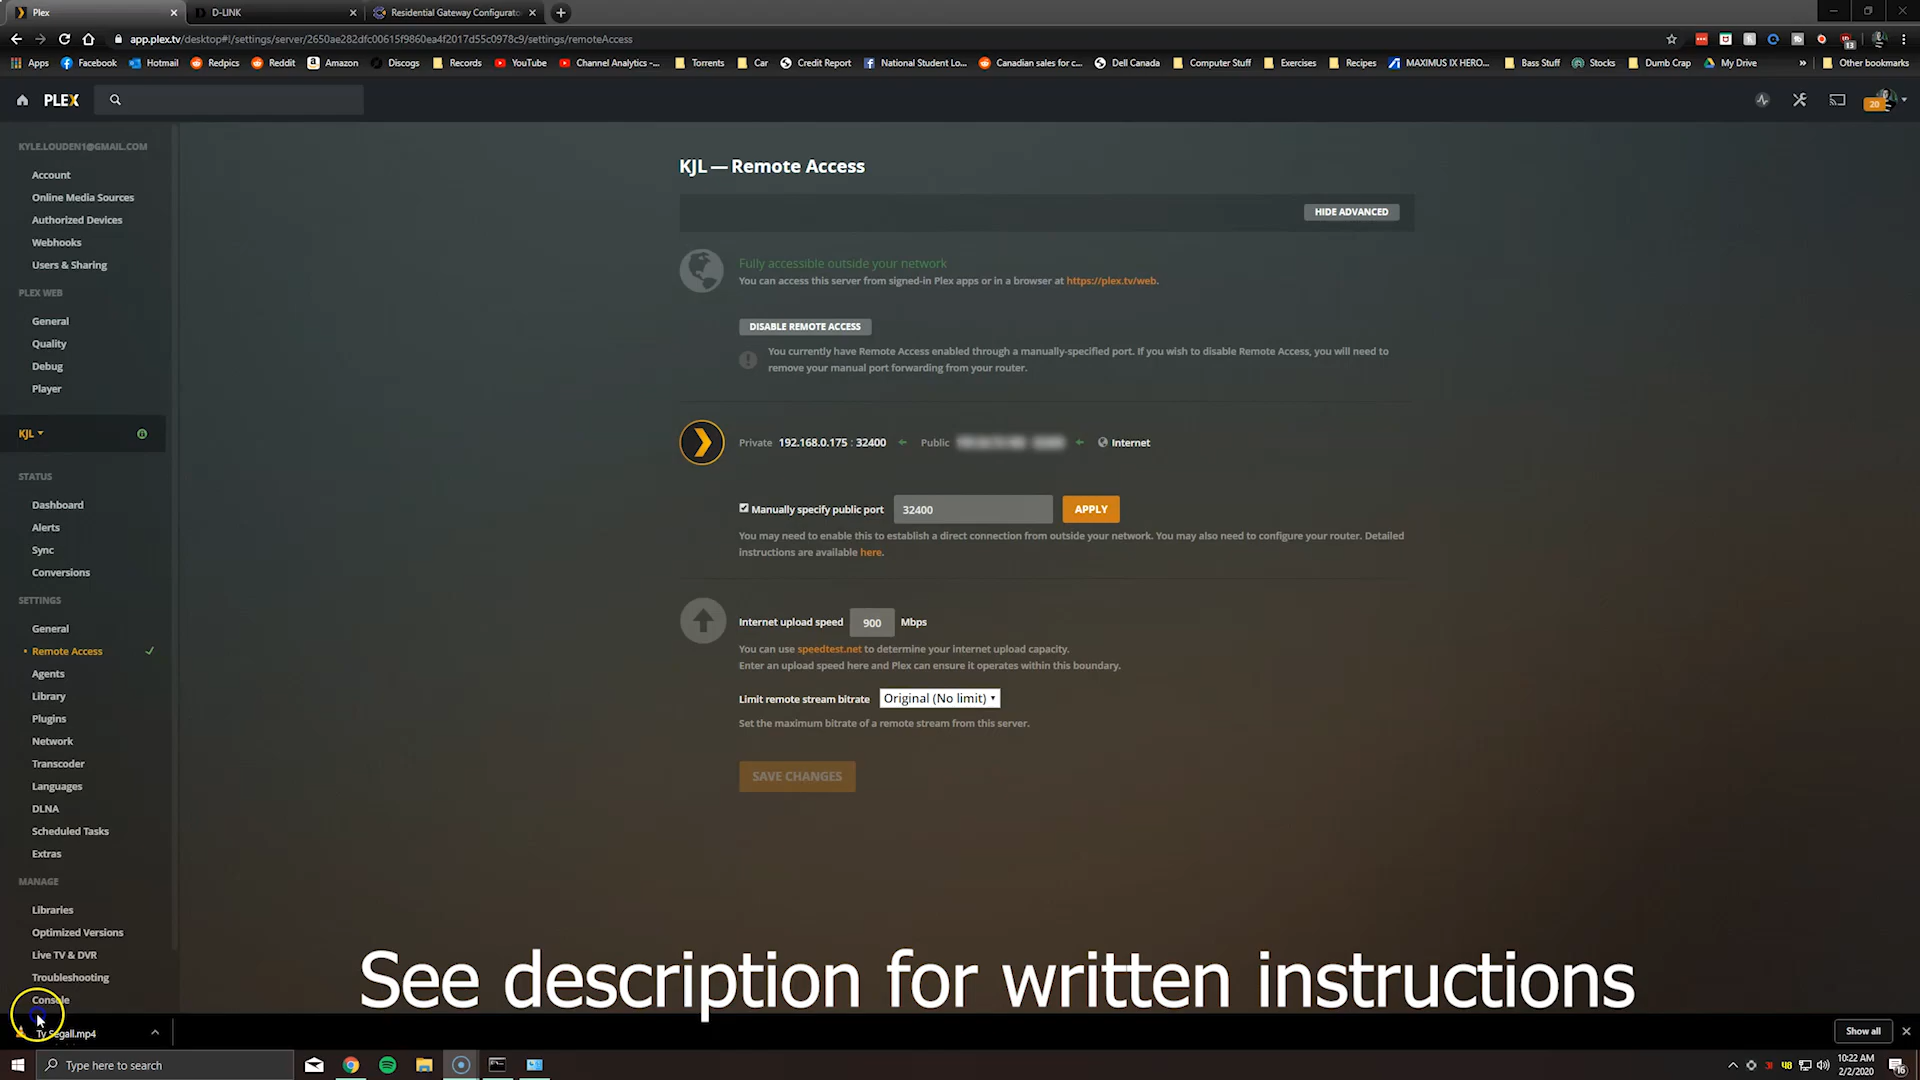 Plex
D-LINK
Residential Gateway Configurato
app.plex.tv/desktop#!/settings/server/2650ae282dfc00615f9860ea4f2017d55c0978c9/settings/remoteAccess
13
Apps Facebook Hotmail Redpics Reddit Amazon Discogs Records YouTube Channel Analytics -... Torrents Car Credit Report National Student Lo... Canadian sales for c... Dell Canada Computer Stuff Exercises Recipes MAXIMUS IX HERO... Bass Stuff Stocks Dumb Crap My Drive » Other bookmarks
PLEX
20
KYLE.LOUDEN1@GMAIL.COM
Account
Online Media Sources
Authorized Devices
Webhooks
Users & Sharing
PLEX WEB
General
Quality
Debug
Player
KJL
STATUS
Dashboard
Alerts
Sync
Conversions
SETTINGS
General
Remote Access
Agents
Library
Plugins
Network
Transcoder
Languages
DLNA
Scheduled Tasks
Extras
MANAGE
Libraries
Optimized Versions
Live TV & DVR
Troubleshooting
Console
KJL — Remote Access
HIDE ADVANCED
Fully accessible outside your network
You can access this server from signed-in Plex apps or in a browser at https://plex.tv/web.
DISABLE REMOTE ACCESS
You currently have Remote Access enabled through a manually-specified port. If you wish to disable Remote Access, you will need to
remove your manual port forwarding from your router.
Private 192.168.0.175 : 32400 Public Internet
Manually specify public port 32400 APPLY
You may need to enable this to establish a direct connection from outside your network. You may also need to configure your router. Detailed
instructions are available here.
Internet upload speed 900 Mbps
You can use speedtest.net to determine your internet upload capacity.
Enter an upload speed here and Plex can ensure it operates within this boundary.
Limit remote stream bitrate Original (No limit)
Set the maximum bitrate of a remote stream from this server.
SAVE CHANGES
See description for written instructions
Ty Segall.mp4
Show all
Type here to search
10:22 AM
2/2/2020
16